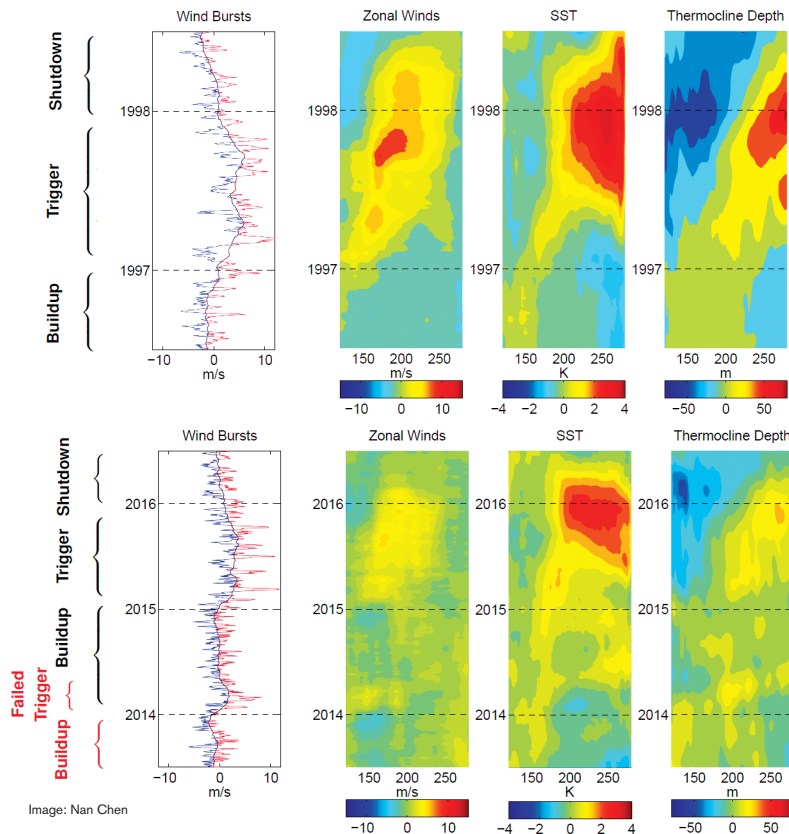 Wind Bursts Zonal Winds SST Thermocline Depth
Shutdown
Trigger
Buildup
1998 1998 1998 1998
1997 1997 1997 1997
−10 0 10 150 200 250 150 200 250 150 200 250
m/s m/s K m
−10 0 10 −4 −2 0 2 4 −50 0 50
Wind Bursts Zonal Winds SST Thermocline Depth
Shutdown
Trigger
Buildup
Failed
Trigger
Buildup
2016 2016 2016 2016
2015 2015 2015 2015
2014 2014 2014 2014
−10 0 10 150 200 250 150 200 250 150 200 250
m/s m/s K m
−10 0 10 −4 −2 0 2 4 −50 0 50
Image: Nan Chen